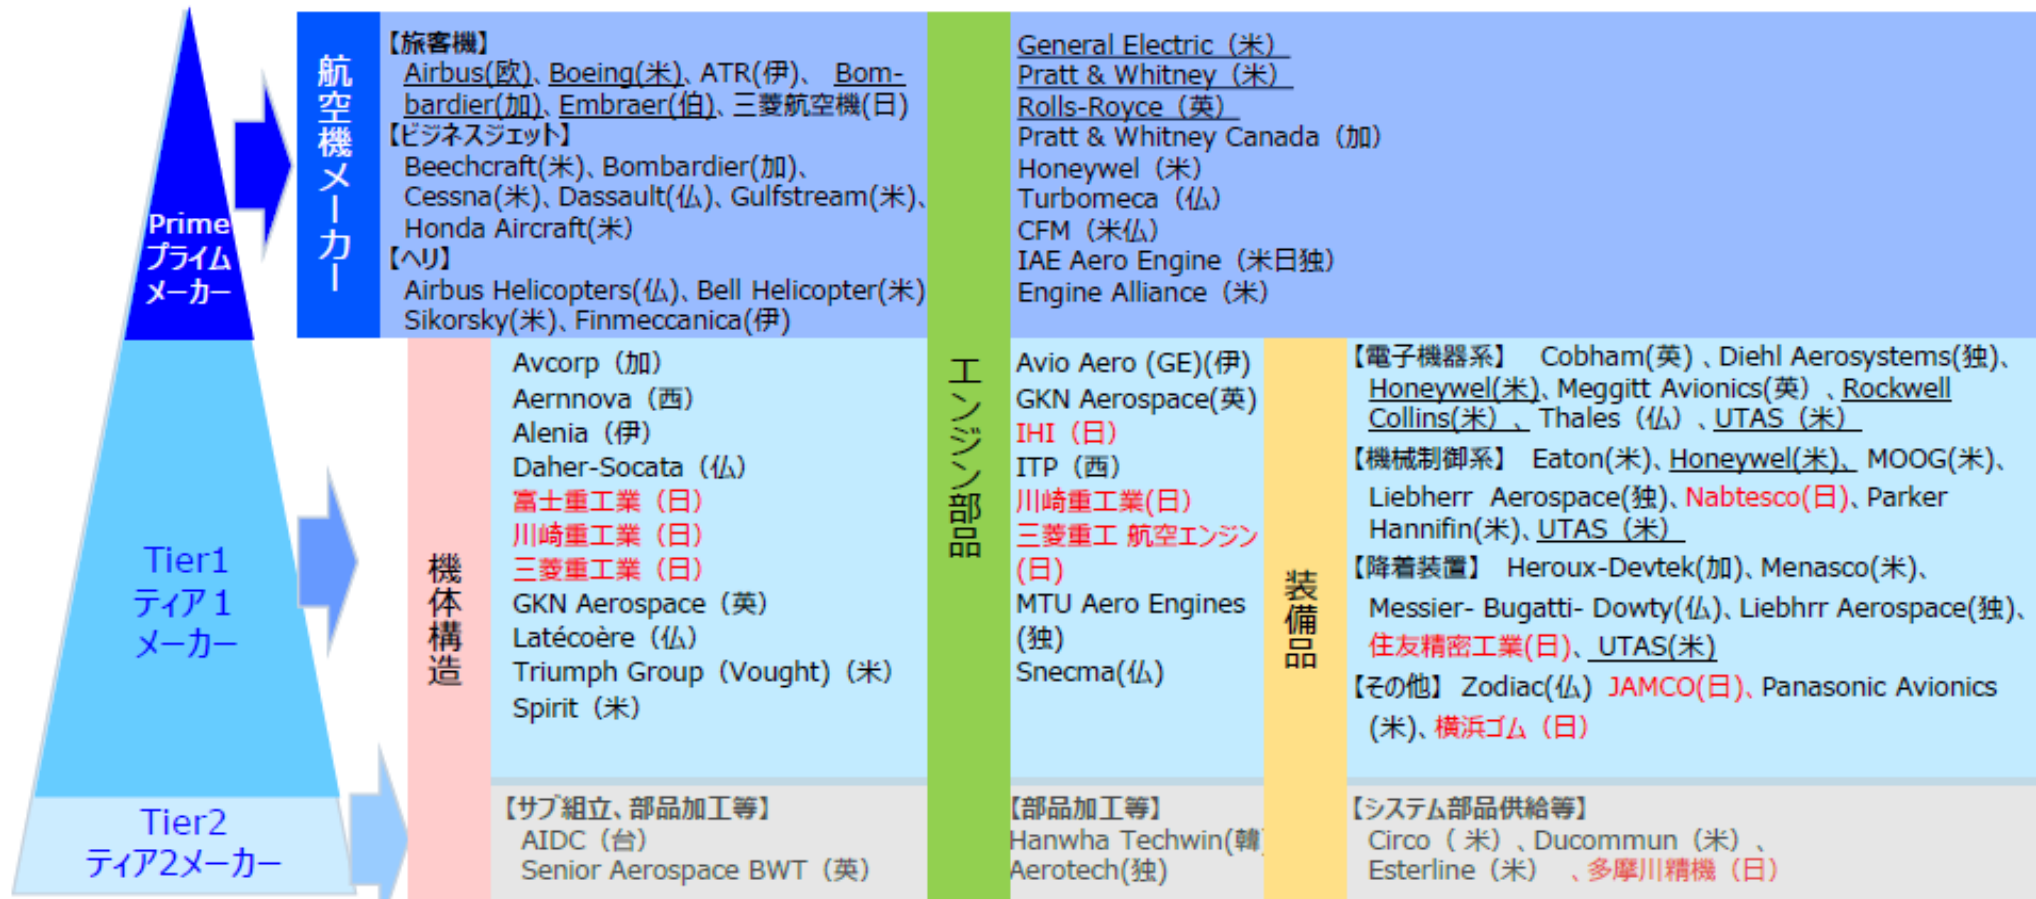 Prime
プライム
メーカー
Tier1
ティア1
メーカー
Tier2
ティア2メーカー
航空機メーカー
【旅客機】
Airbus(欧)、Boeing(米)、ATR(伊)、 Bom-
bardier(加)、Embraer(伯)、三菱航空機(日)
【ビジネスジェット】
Beechcraft(米)、Bombardier(加)、
Cessna(米)、Dassault(仏)、Gulfstream(米)、
Honda Aircraft(米)
【ヘリ】
Airbus Helicopters(仏)、Bell Helicopter(米)
Sikorsky(米)、Finmeccanica(伊)
エンジン部品
General Electric（米）
Pratt & Whitney（米）
Rolls-Royce（英）
Pratt & Whitney Canada（加）
Honeywel（米）
Turbomeca（仏）
CFM（米仏）
IAE Aero Engine（米日独）
Engine Alliance（米）
機体構造
Avcorp（加）
Aernnova（西）
Alenia（伊）
Daher-Socata（仏）
富士重工業（日）
川崎重工業（日）
三菱重工業（日）
GKN Aerospace（英）
Latécoère（仏）
Triumph Group（Vought）（米）
Spirit（米）
Avio Aero (GE)(伊)
GKN Aerospace(英)
IHI（日）
ITP（西）
川崎重工業(日)
三菱重工 航空エンジン
(日)
MTU Aero Engines
(独)
Snecma(仏)
装備品
【電子機器系】 Cobham(英) 、Diehl Aerosystems(独)、
Honeywel(米)、Meggitt Avionics(英）、Rockwell
Collins(米）、Thales（仏）、UTAS（米）
【機械制御系】 Eaton(米)、Honeywel(米)、MOOG(米)、
Liebherr Aerospace(独)、Nabtesco(日)、Parker
Hannifin(米)、UTAS（米）
【降着装置】 Heroux-Devtek(加)、Menasco(米)、
Messier- Bugatti- Dowty(仏)、Liebhrr Aerospace(独)、
住友精密工業(日)、UTAS(米)
【その他】 Zodiac(仏) JAMCO(日)、Panasonic Avionics
(米)、横浜ゴム（日）
【サブ組立、部品加工等】
AIDC（台）
Senior Aerospace BWT（英）
【部品加工等】
Hanwha Techwin(韓)
Aerotech(独)
【システム部品供給等】
Circo（ 米）、Ducommun（米）、
Esterline（米） 、多摩川精機（日）